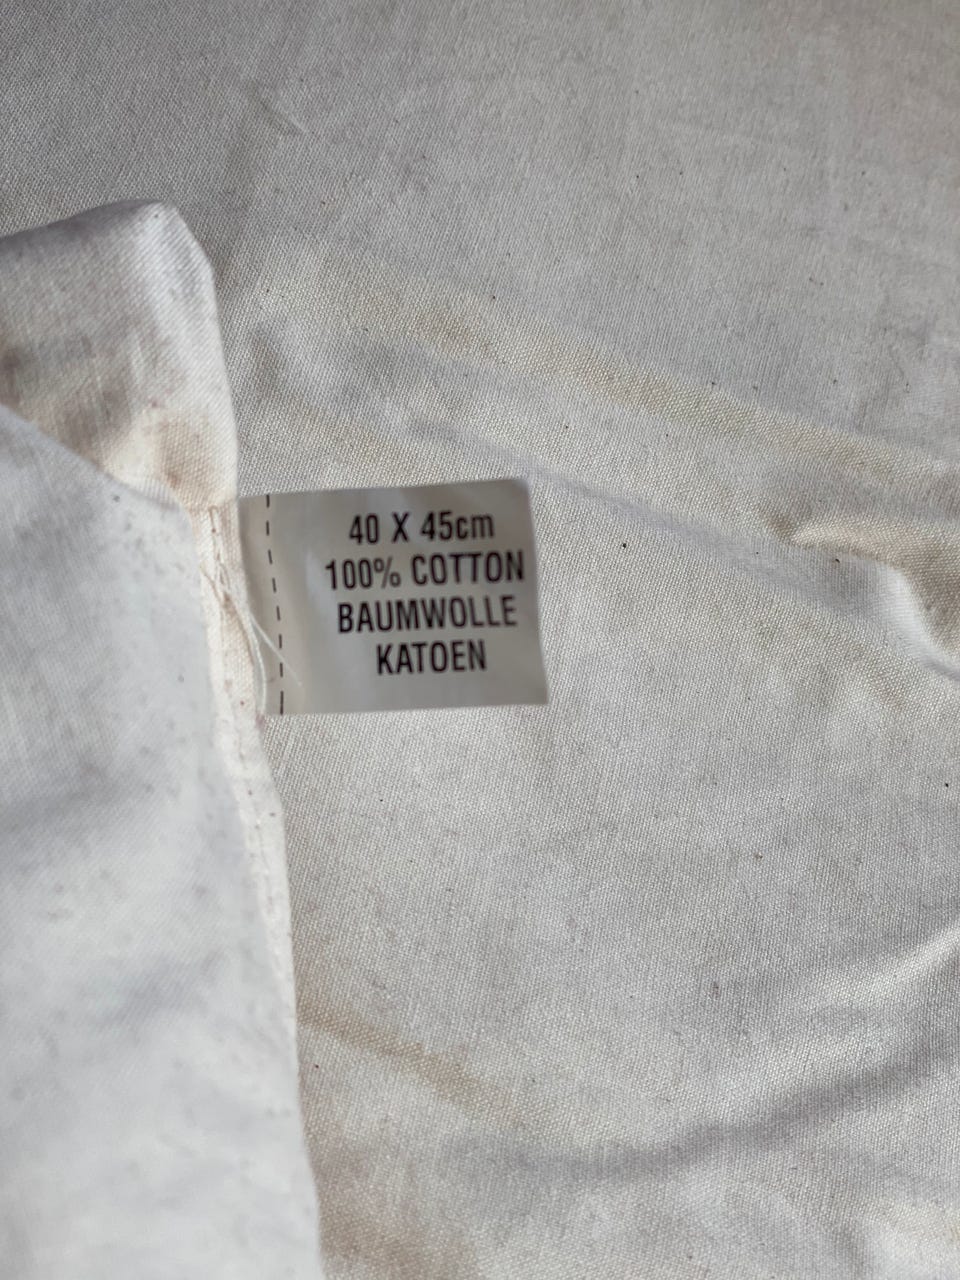 40 X 45cm
100% COTTON
BAUMWOLLE
KATOEN